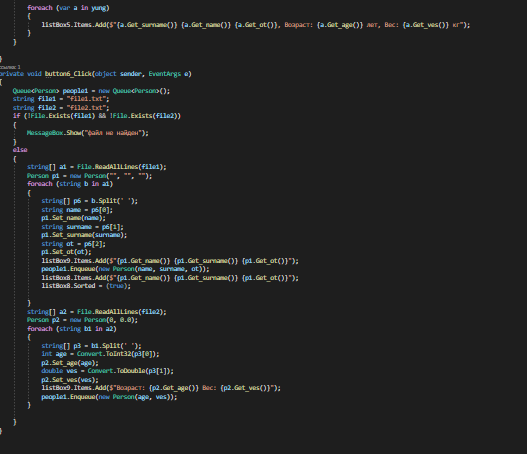 foreach (var a in yung)
{
listBox5.Items.Add($"{a.Get_surname()} {a.Get_name()} {a.Get_ot()}, Возраст: {a.Get_age()} лет, Вес: {a.Get_ves()} кг");
}
}
}
private void button6_Click(object sender, EventArgs e)
{
Queue<Person> people1 = new Queue<Person>();
string file1 = "file1.txt";
string file2 = "file2.txt";
if (!File.Exists(file1) && !File.Exists(file2))
{
MessageBox.Show("файл не найден");
}
else
{
string[] a1 = File.ReadAllLines(file1);
Person p1 = new Person("", "", "");
foreach (string b in a1)
{
string[] p6 = b.Split(' ');
string name = p6[0];
p1.Set_name(name);
string surname = p6[1];
p1.Set_surname(surname);
string ot = p6[2];
p1.Set_ot(ot);
listBox9.Items.Add($"{p1.Get_name()} {p1.Get_surname()} {p1.Get_ot()}");
people1.Enqueue(new Person(name, surname, ot));
listBox8.Items.Add($"{p1.Get_name()} {p1.Get_surname()} {p1.Get_ot()}");
listBox8.Sorted = (true);
}
string[] a2 = File.ReadAllLines(file2);
Person p2 = new Person(0, 0.0);
foreach (string b1 in a2)
{
string[] p3 = b1.Split(' ');
int age = Convert.ToInt32(p3[0]);
p2.Set_age(age);
double ves = Convert.ToDouble(p3[1]);
p2.Set_ves(ves);
listBox9.Items.Add($"Возраст: {p2.Get_age()} Вес: {p2.Get_ves()}");
people1.Enqueue(new Person(age, ves));
}
}
}